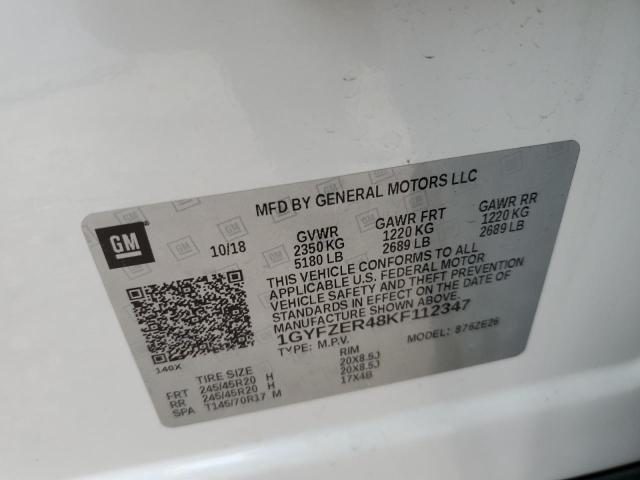 MFD BY GENERAL MOTORS LLC
GM
10/18 GVWR GAWR FRT GAWR RR
2350 KG 1220 KG 1220 KG
5180 LB 2689 LB 2689 LB
THIS VEHICLE CONFORMS TO ALL
APPLICABLE U.S. FEDERAL MOTOR
VEHICLE SAFETY AND THEFT PREVENTION
STANDARDS IN EFFECT ON THE DATE OF
MANUFACTURE SHOWN ABOVE.
1GYFZER48KF112347
TYPE: M.P.V. MODEL: 876ZE26
140X
TIRE SIZE RIM
FRT 245/45R20 H 20X8.5J
RR 245/45R20 H 20X8.5J
SPA T145/70R17 M 17X4B